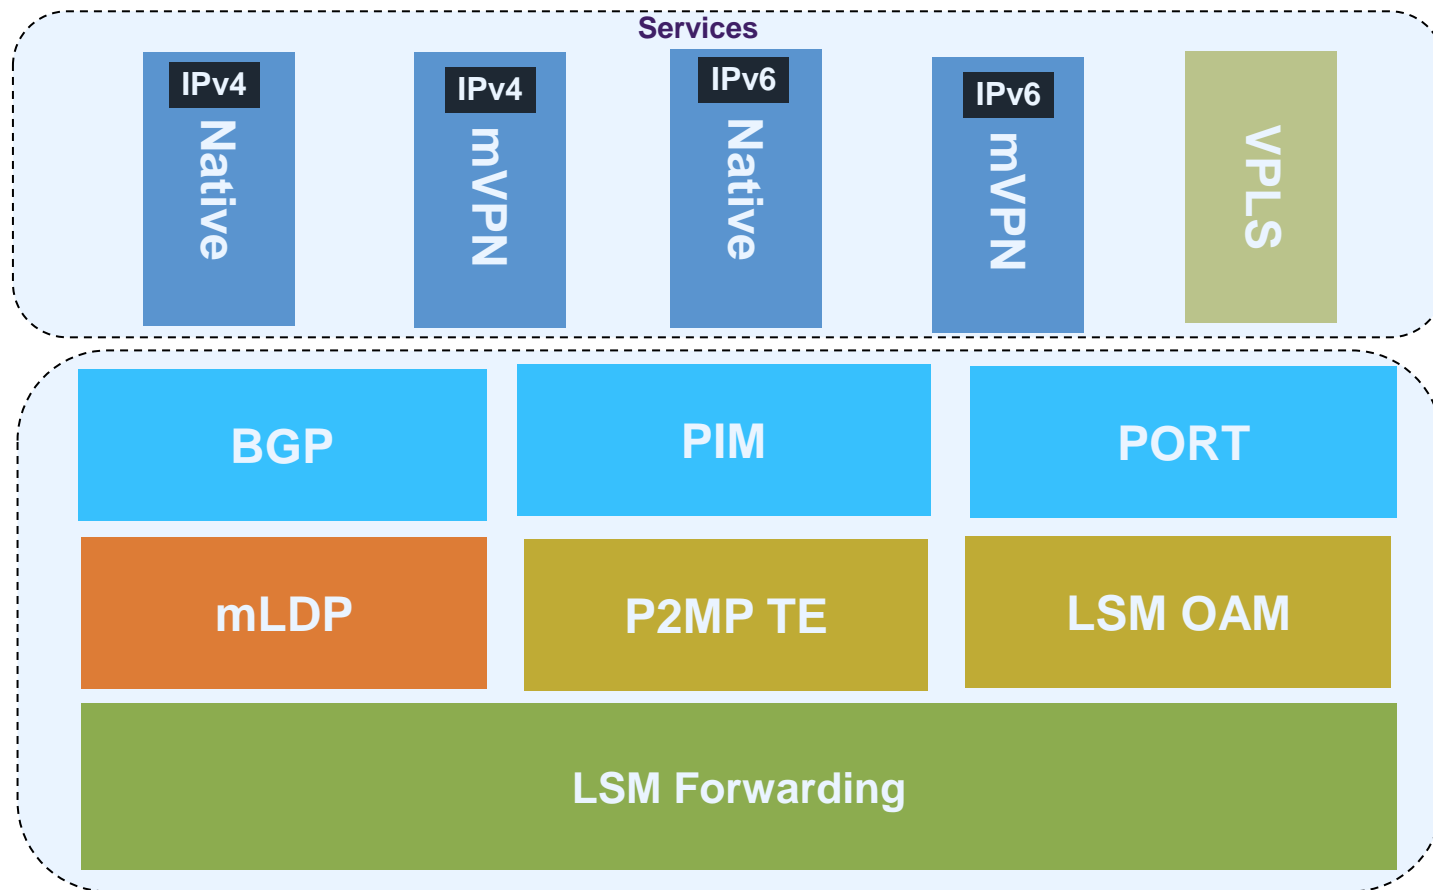 Services
IPv4
Native
IPv4
mVPN
IPv6
Native
IPv6
mVPN
VPLS
BGP
PIM
PORT
mLDP
P2MP TE
LSM OAM
LSM Forwarding